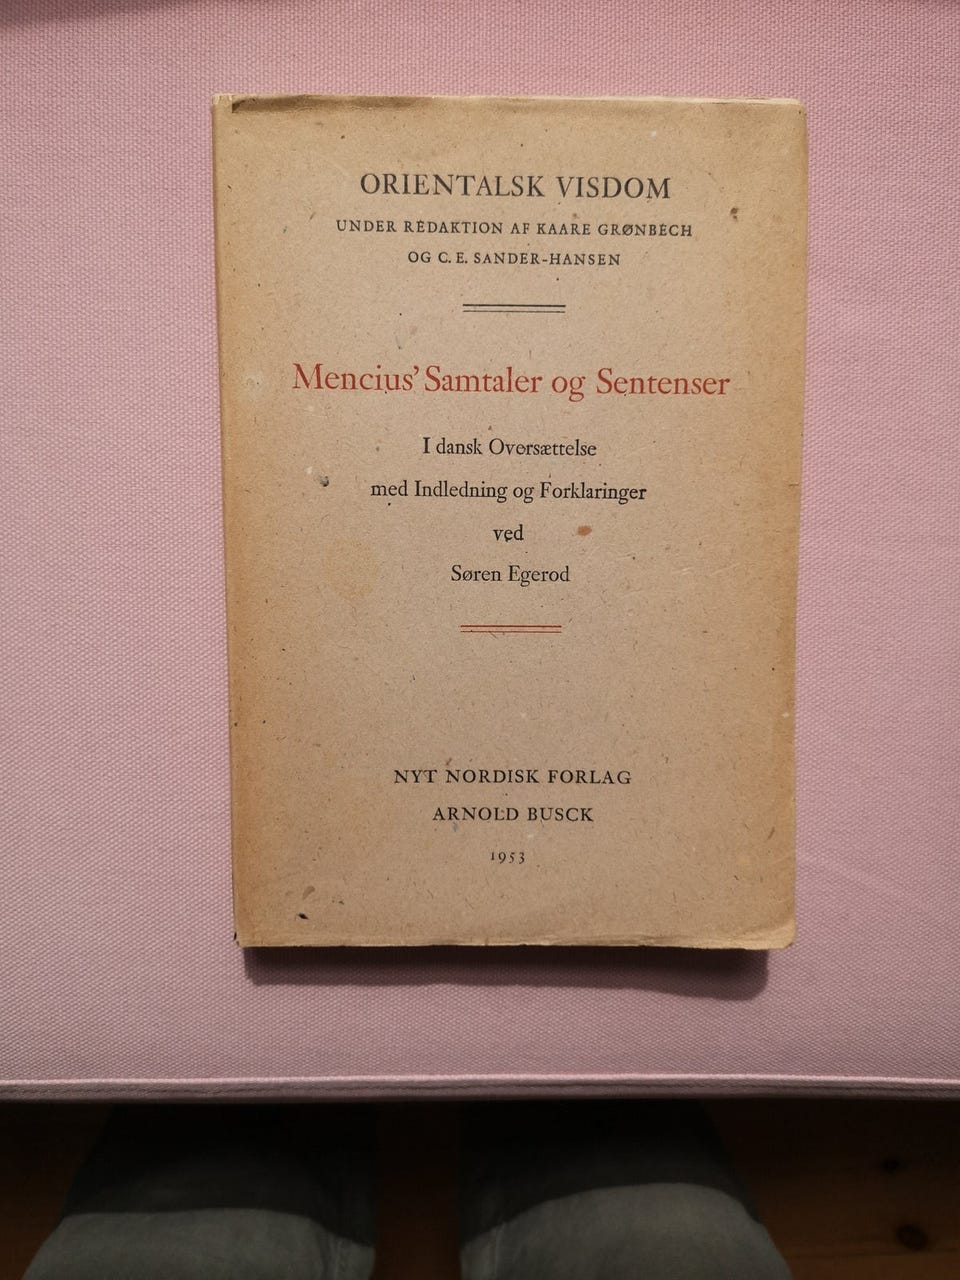 ORIENTALSK VISDOM
UNDER REDAKTION AF KAARE GRØNBECH
OG C. E. SANDER-HANSEN
Mencius' Samtaler og Sentenser
I dansk Oversættelse
med Indledning og Forklaringer
ved
Søren Egerod
NYT NORDISK FORLAG
ARNOLD BUSCK
1953